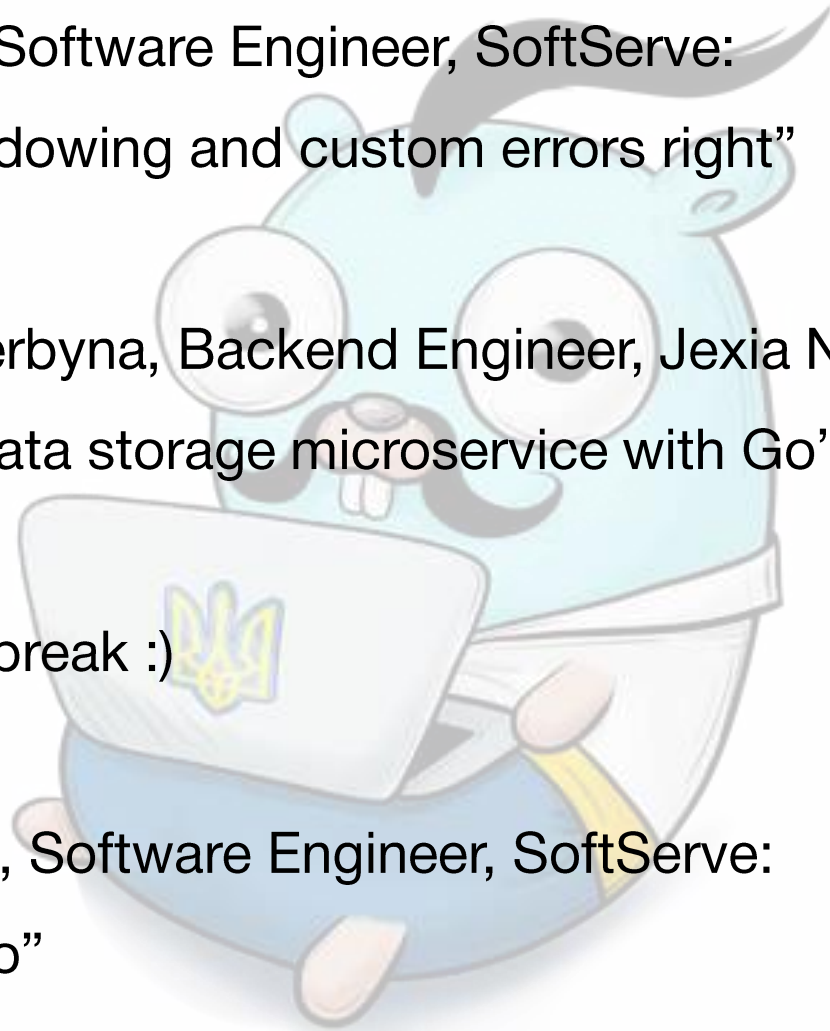 Software Engineer, SoftServe:
dowing and custom errors right”
erbyna, Backend Engineer, Jexia N
ata storage microservice with Go”
break :)
, Software Engineer, SoftServe:
o”